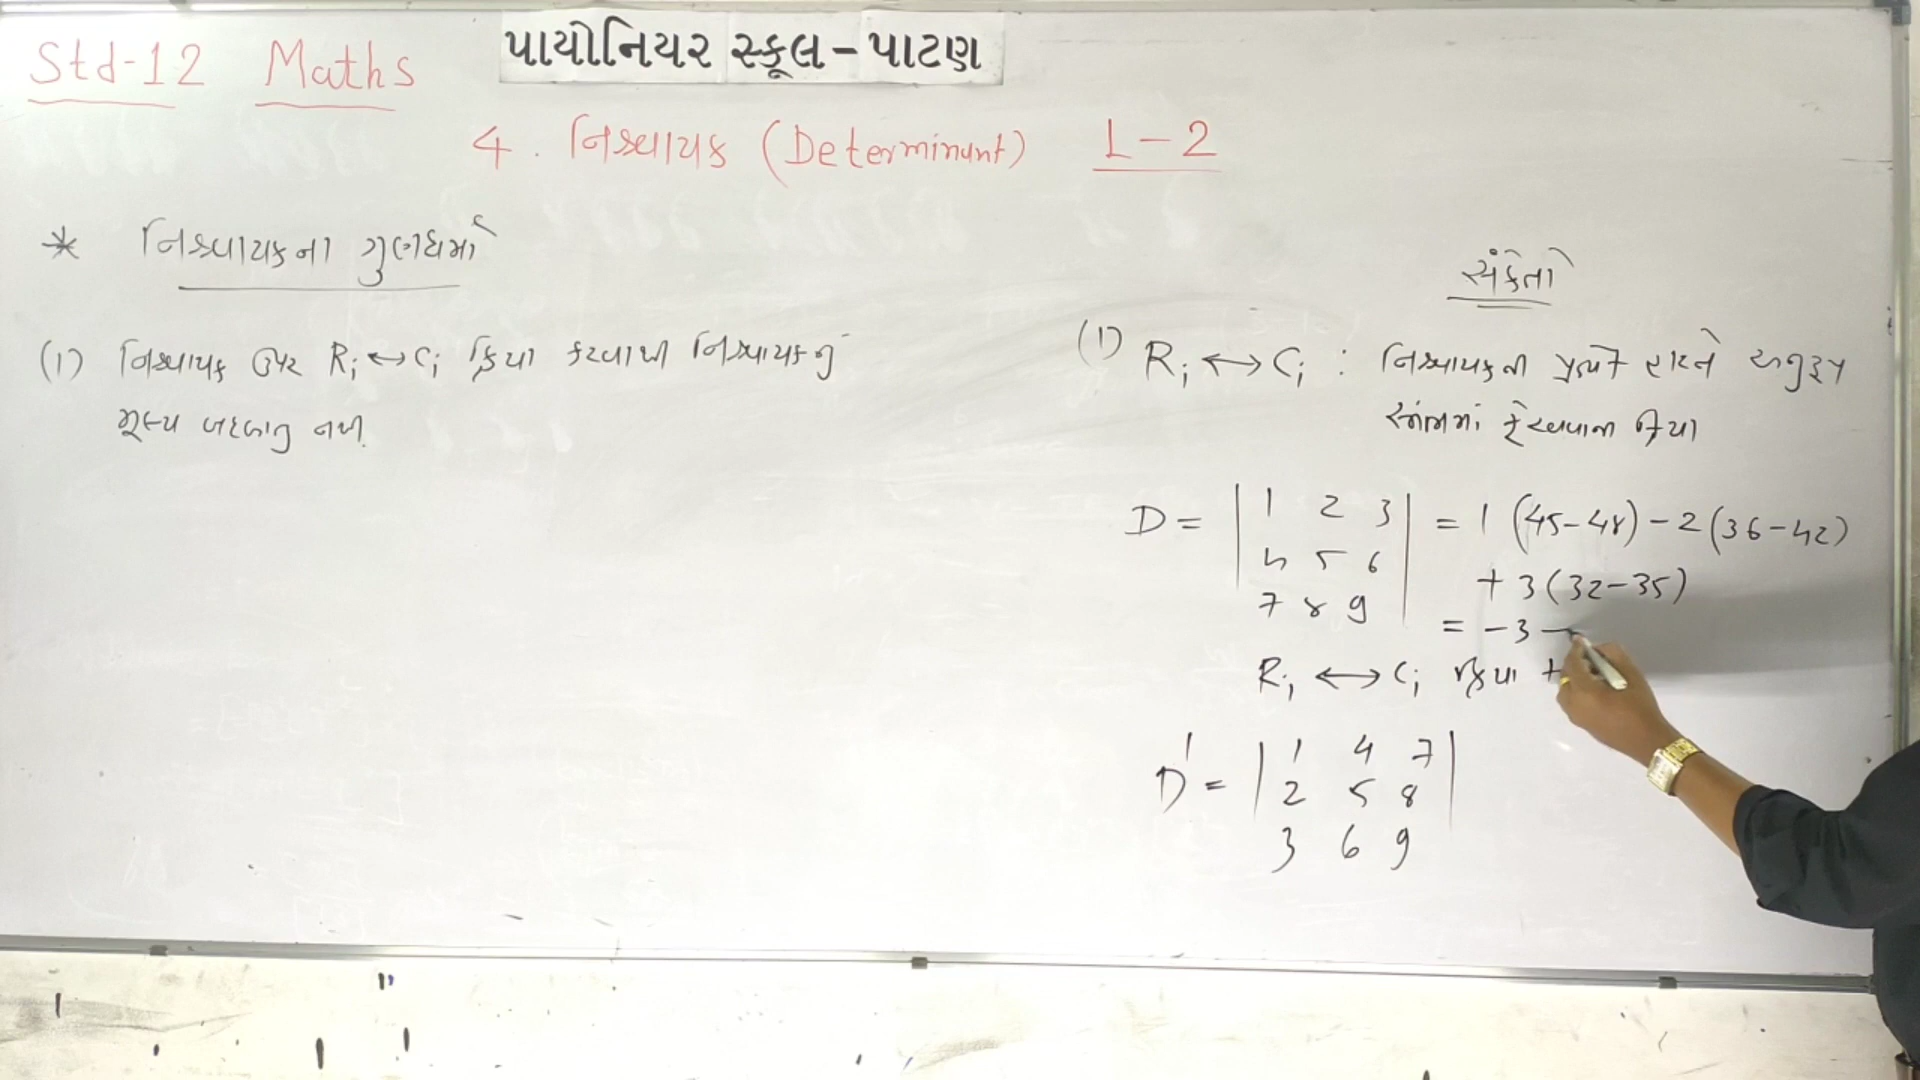 Std-12 Maths
પાયોનિયર સ્કૂલ - પાટણ
4. નિશ્ચાયક (Determinant) L-2
* નિશ્ચાયકના ગુણધર્મો
(1) નિશ્ચાયક ઉપર Ri ↔ Ci ક્રિયા કરવાથી નિશ્ચાયકનું
મૂલ્ય બદલાતુ નથી.
સંકેતો
(1) Ri ↔ Ci : નિશ્ચાયકની પ્રત્યેક હારને અનુરૂપ
સ્તંભમાં ફેરવવાની ક્રિયા
D = | 1 2 3 | = 1 (45-48) - 2 (36-42)
4 5 6 + 3 (32-35)
7 8 9 = -3 -
Ri ↔ Ci ક્રિયા
D' = | 1 4 7 |
2 5 8
3 6 9